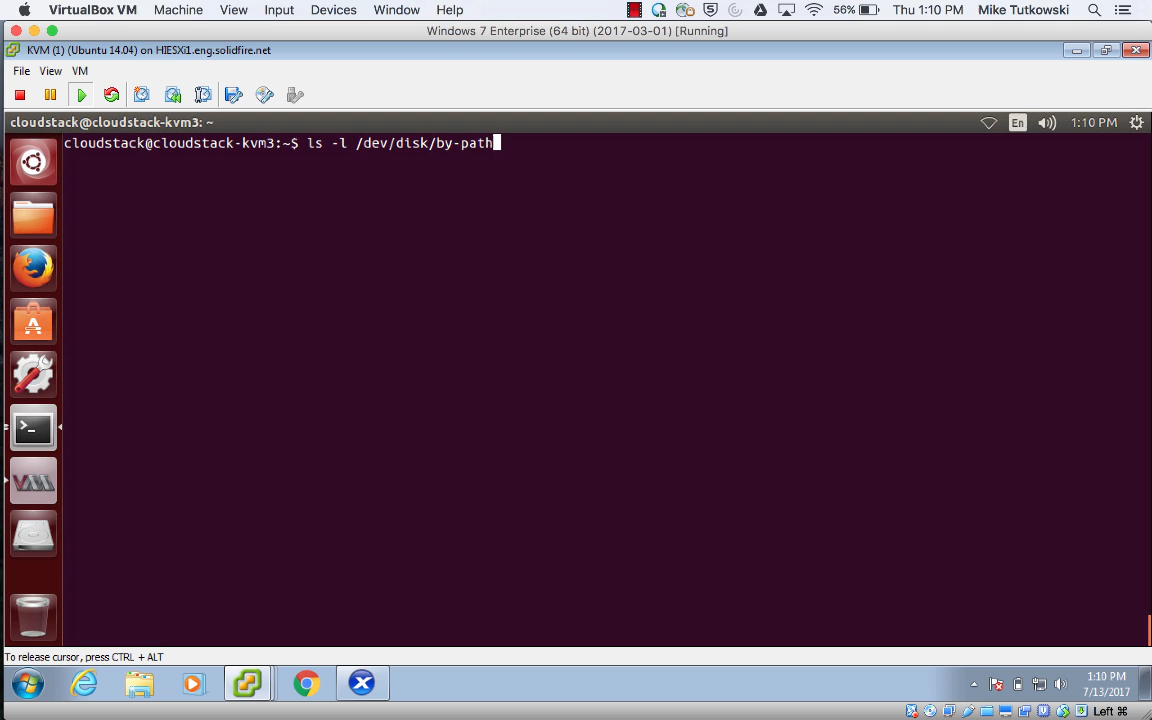 VirtualBox VM Machine View Input Devices Window Help 56% Thu 1:10 PM Mike Tutkowski
Windows 7 Enterprise (64 bit) (2017-03-01) [Running]
KVM (1) (Ubuntu 14.04) on HIESXi1.eng.solidfire.net
File View VM
cloudstack@cloudstack-kvm3: ~ En 1:10 PM
cloudstack@cloudstack-kvm3:~$ ls -l /dev/disk/by-path
To release cursor, press CTRL + ALT
1:10 PM
7/13/2017
Left ⌘